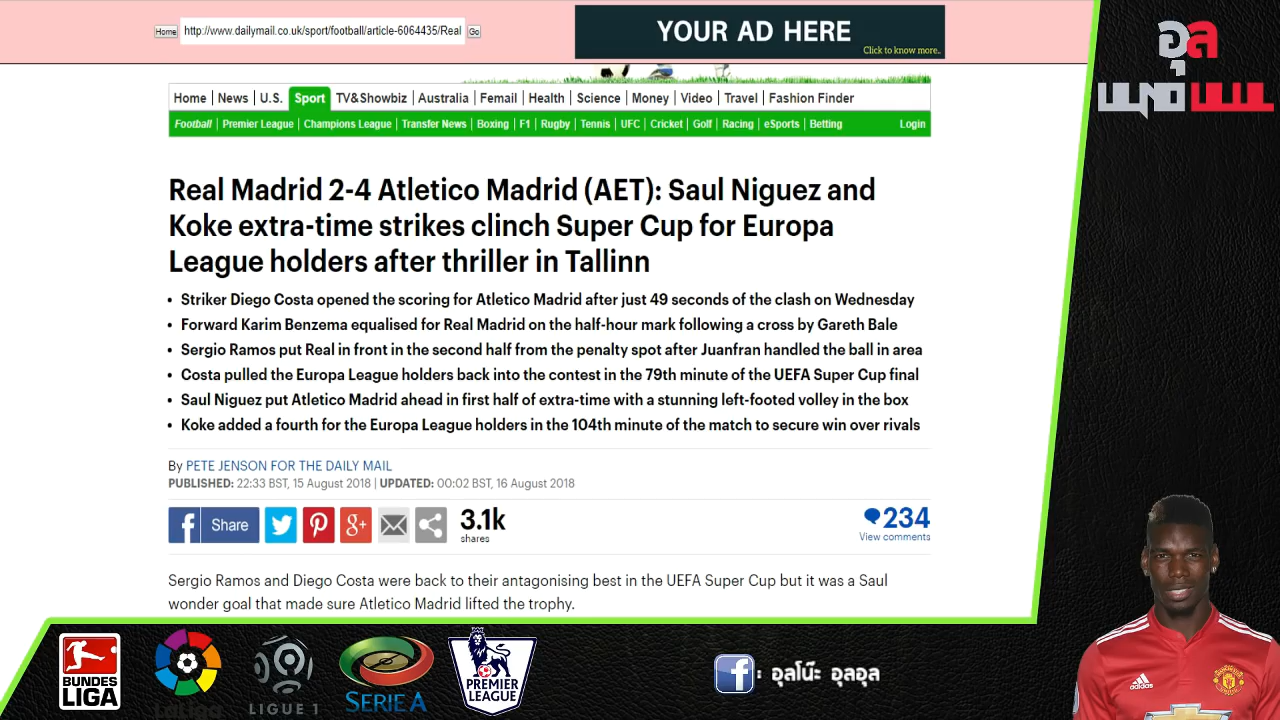 Home
http://www.dailymail.co.uk/sport/football/article-6064435/Real
Go
YOUR AD HERE
Click to know more..
อุล
Home News U.S. Sport TV&Showbiz Australia Femail Health Science Money Video Travel Fashion Finder
Football Premier League Champions League Transfer News Boxing F1 Rugby Tennis UFC Cricket Golf Racing eSports Betting Login
Real Madrid 2-4 Atletico Madrid (AET): Saul Niguez and
Koke extra-time strikes clinch Super Cup for Europa
League holders after thriller in Tallinn
• Striker Diego Costa opened the scoring for Atletico Madrid after just 49 seconds of the clash on Wednesday
• Forward Karim Benzema equalised for Real Madrid on the half-hour mark following a cross by Gareth Bale
• Sergio Ramos put Real in front in the second half from the penalty spot after Juanfran handled the ball in area
• Costa pulled the Europa League holders back into the contest in the 79th minute of the UEFA Super Cup final
• Saul Niguez put Atletico Madrid ahead in first half of extra-time with a stunning left-footed volley in the box
• Koke added a fourth for the Europa League holders in the 104th minute of the match to secure win over rivals
By PETE JENSON FOR THE DAILY MAIL
PUBLISHED: 22:33 BST, 15 August 2018 | UPDATED: 00:02 BST, 16 August 2018
Share
3.1k
shares
234
View comments
Sergio Ramos and Diego Costa were back to their antagonising best in the UEFA Super Cup but it was a Saul
wonder goal that made sure Atletico Madrid lifted the trophy.
BUNDES
LIGA
LaLiga
LIGUE 1
SERIE A
PREMIER
LEAGUE
: อุลโน๊ะ อุลอุล
adidas